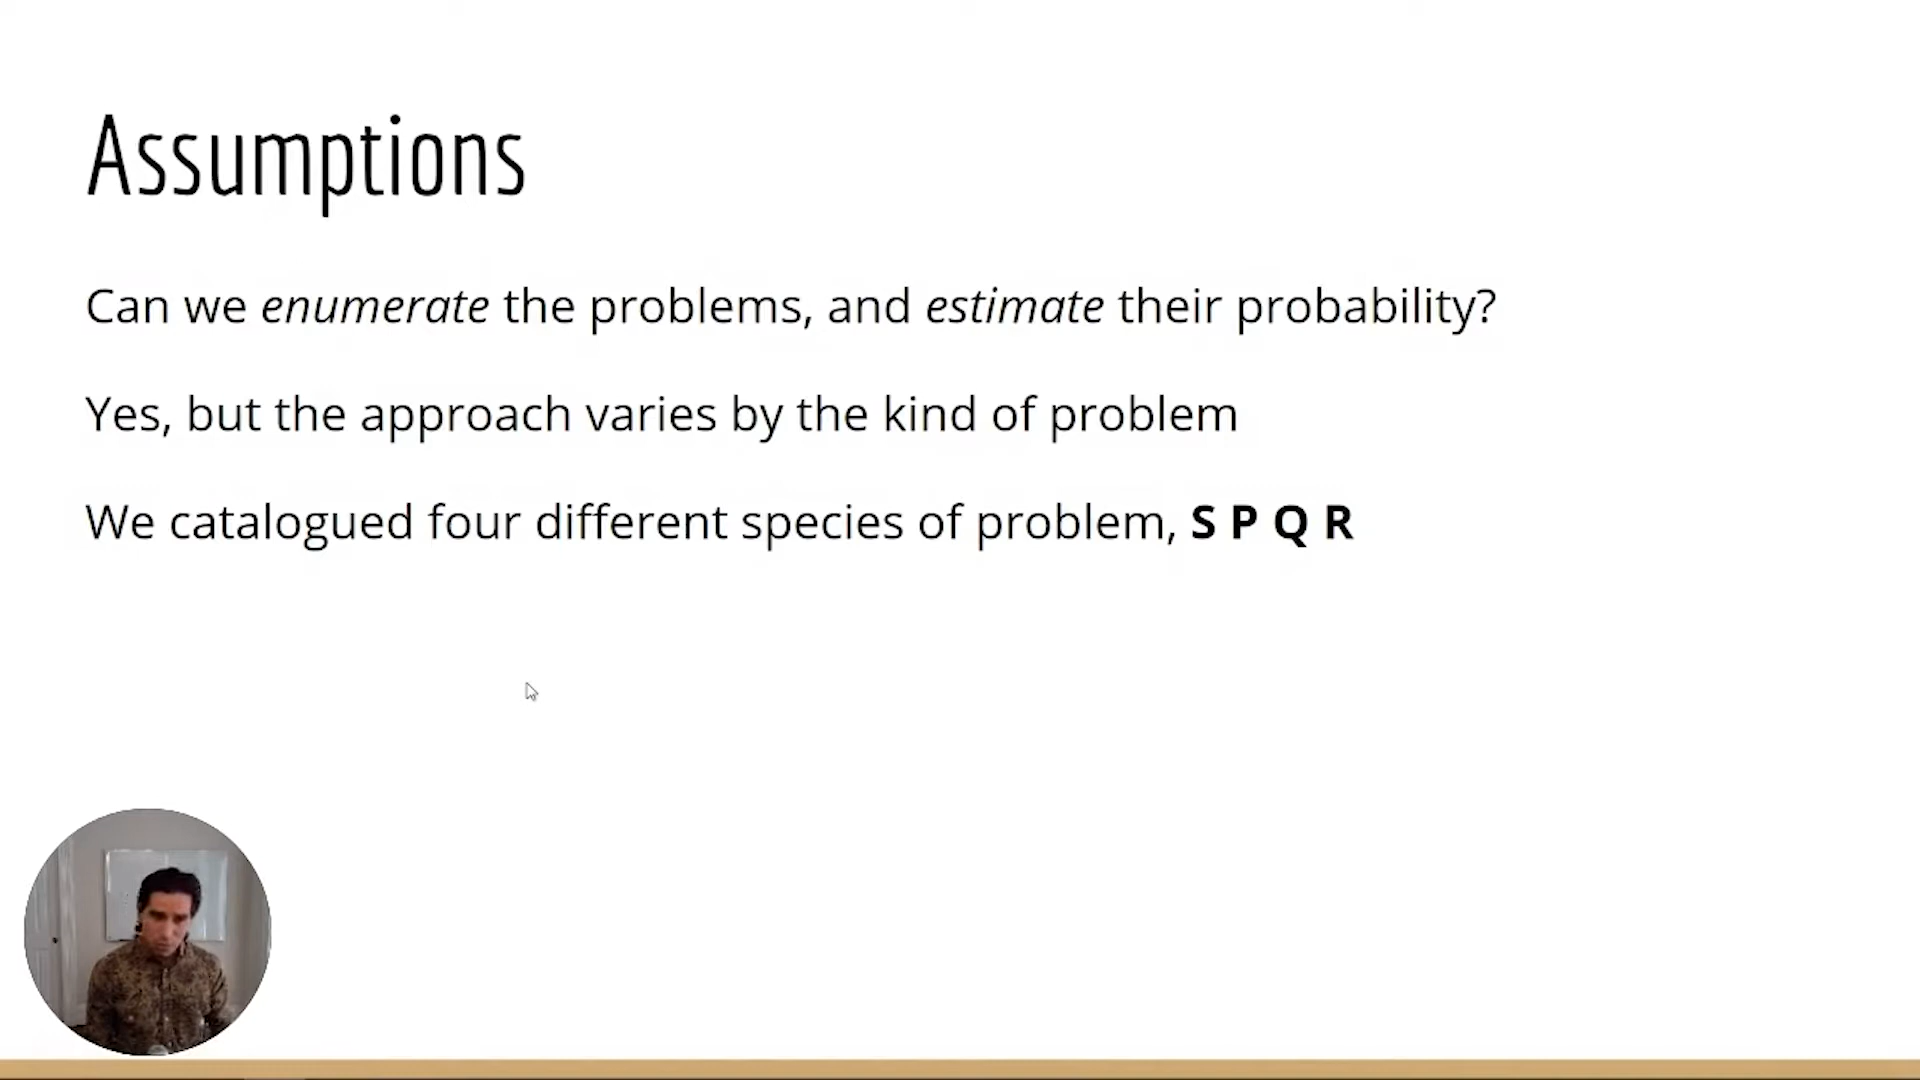 Assumptions
Can we enumerate the problems, and estimate their probability?
Yes, but the approach varies by the kind of problem
We catalogued four different species of problem, S P Q R